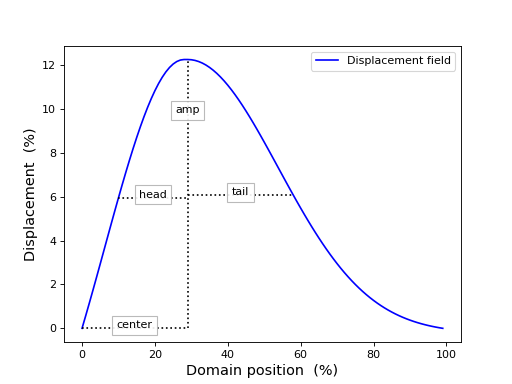 Displacement field
12
10
8
6
4
2
0
Displacement (%)
amp
head
tail
center
0 20 40 60 80 100
Domain position (%)